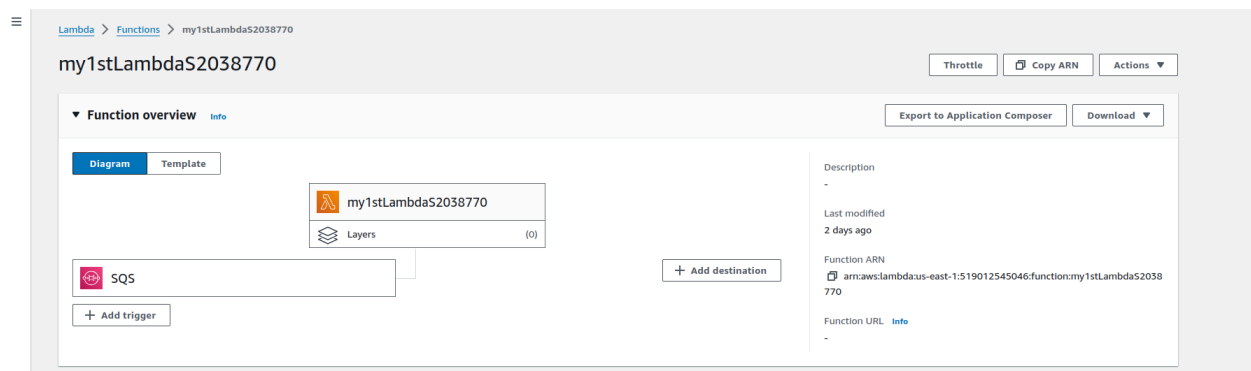 Lambda > Functions > my1stLambdaS2038770
my1stLambdaS2038770
Throttle Copy ARN Actions ▼
▼ Function overview Info
Export to Application Composer Download ▼
Diagram Template
my1stLambdaS2038770
Layers (0)
SQS
+ Add trigger
+ Add destination
Description
-
Last modified
2 days ago
Function ARN
arn:aws:lambda:us-east-1:519012545046:function:my1stLambdaS2038
770
Function URL Info
-